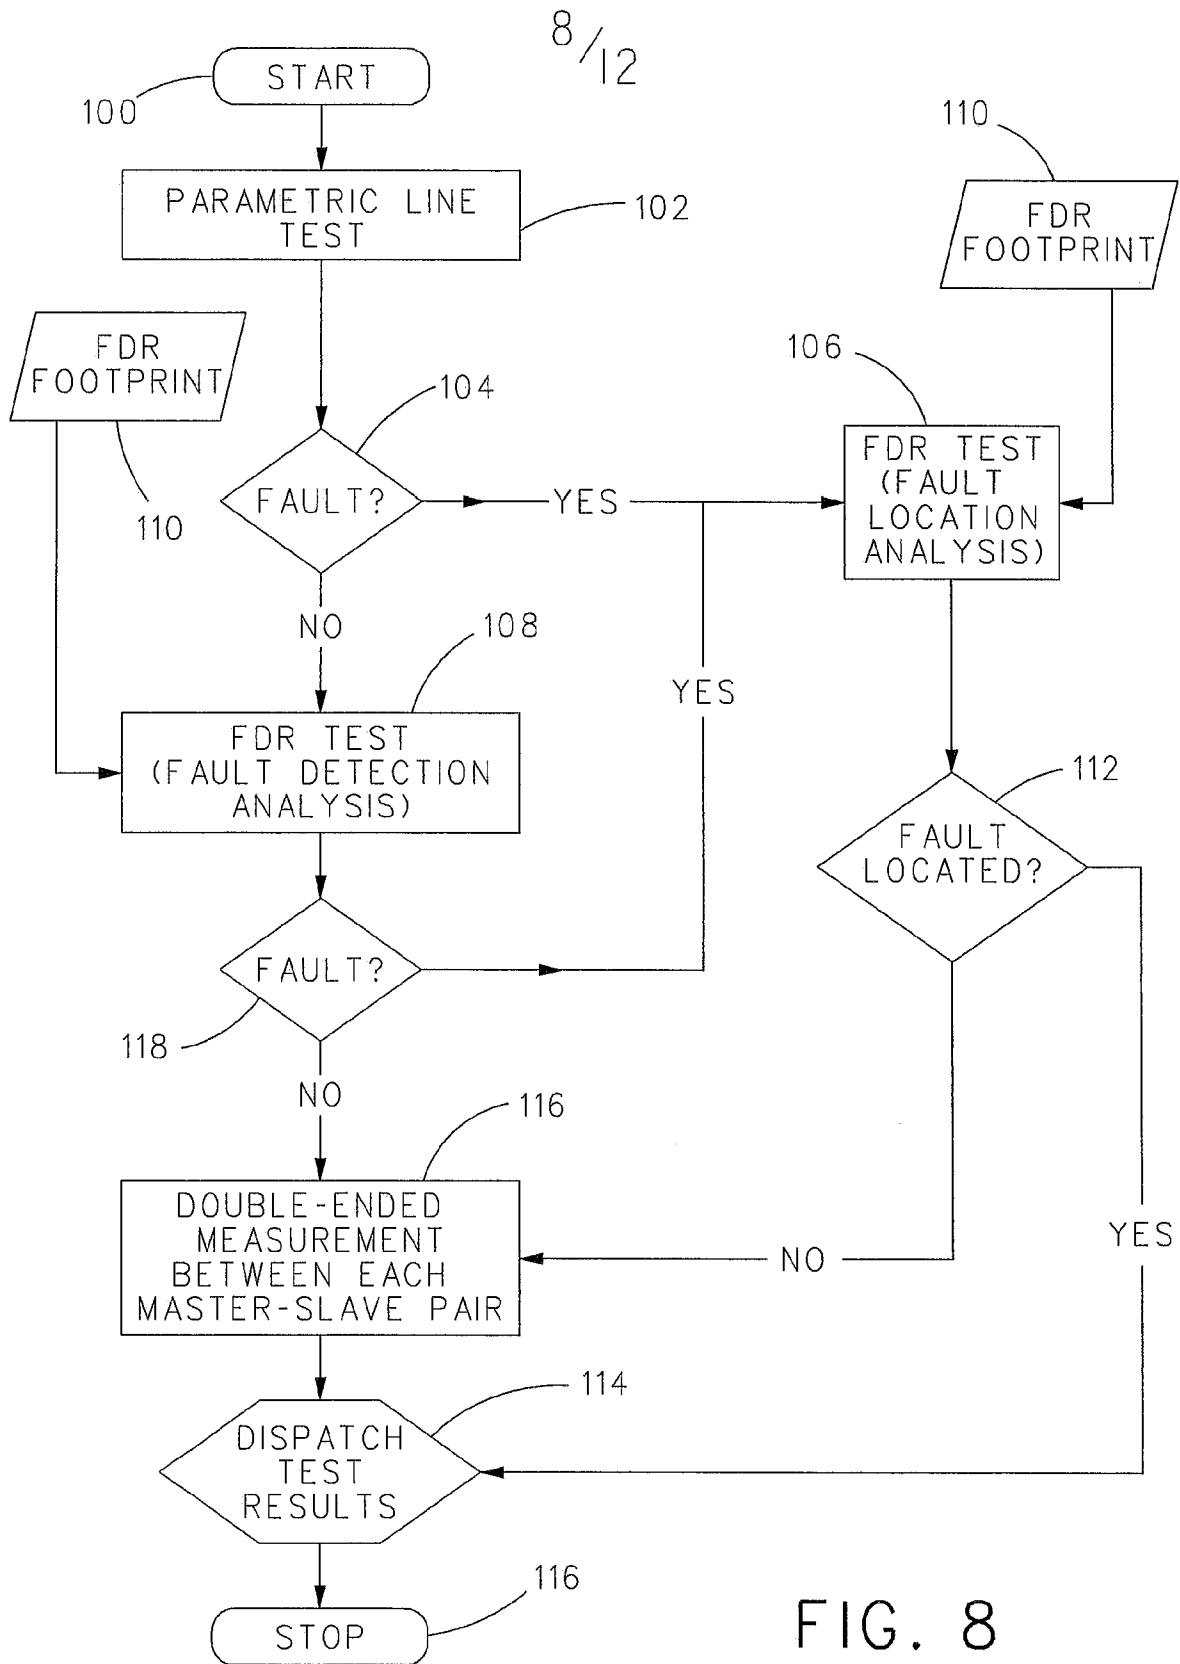 8/12
START
100
110
PARAMETRIC LINE
TEST
102
FDR
FOOTPRINT
FDR
FOOTPRINT
110
104
106
FAULT?
YES
FDR TEST
(FAULT
LOCATION
ANALYSIS)
NO
108
YES
FDR TEST
(FAULT DETECTION
ANALYSIS)
112
FAULT
LOCATED?
FAULT?
118
NO
116
DOUBLE-ENDED
MEASUREMENT
BETWEEN EACH
MASTER-SLAVE PAIR
NO
YES
114
DISPATCH
TEST
RESULTS
116
STOP
FIG. 8